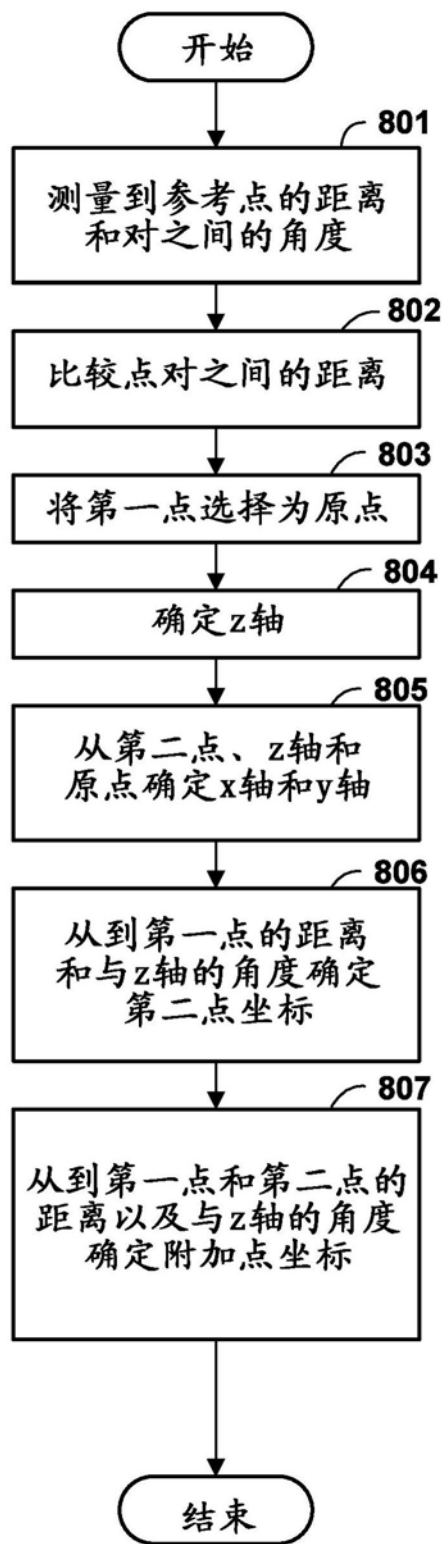 开始
801
测量到参考点的距离
和对之间的角度
802
比较点对之间的距离
803
将第一点选择为原点
804
确定z轴
805
从第二点、z轴和
原点确定x轴和y轴
806
从到第一点的距离
和与z轴的角度确定
第二点坐标
807
从到第一点和第二点的
距离以及与z轴的角度
确定附加点坐标
结束